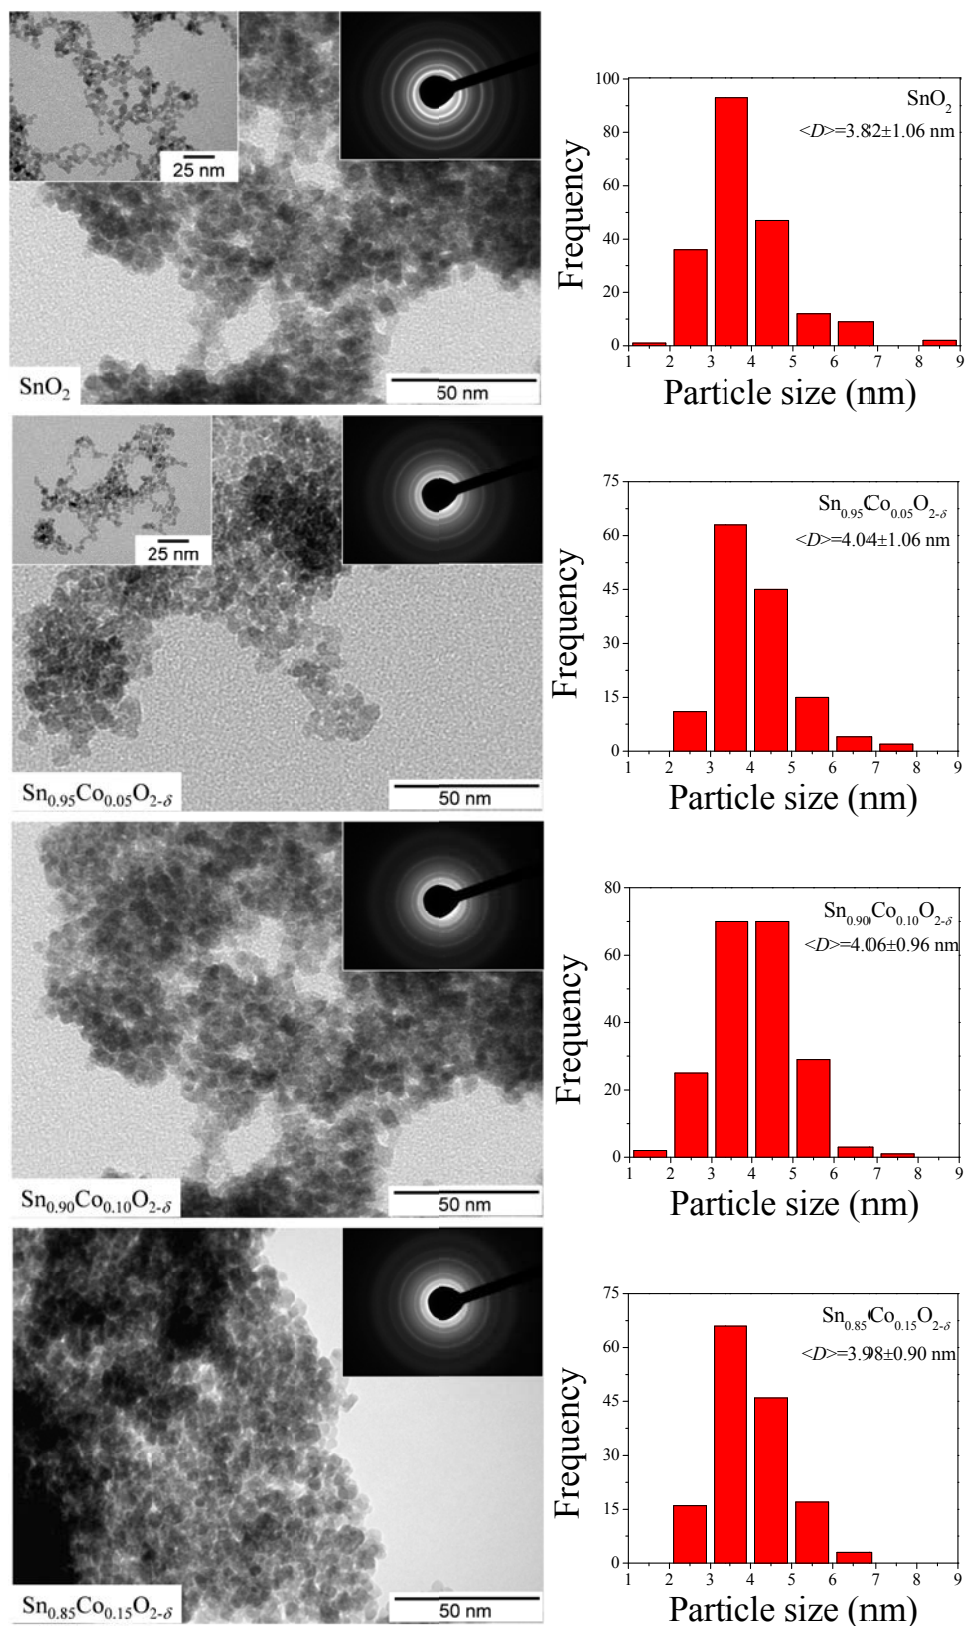 25 nm
50 nm
SnO₂
100
80
60
40
20
0
Frequency
SnO₂
<D>=3.82±1.06 nm
1 2 3 4 5 6 7 8 9
Particle size (nm)
25 nm
50 nm
Sn₀.₉₅Co₀.₀₅O₂₋δ
75
60
45
30
15
0
Frequency
Sn₀.₉₅Co₀.₀₅O₂₋δ
<D>=4.04±1.06 nm
1 2 3 4 5 6 7 8 9
Particle size (nm)
50 nm
Sn₀.₉₀Co₀.₁₀O₂₋δ
80
60
40
20
0
Frequency
Sn₀.₉₀Co₀.₁₀O₂₋δ
<D>=4.06±0.96 nm
1 2 3 4 5 6 7 8 9
Particle size (nm)
50 nm
Sn₀.₈₅Co₀.₁₅O₂₋δ
75
60
45
30
15
0
Frequency
Sn₀.₈₅Co₀.₁₅O₂₋δ
<D>=3.98±0.90 nm
1 2 3 4 5 6 7 8 9
Particle size (nm)